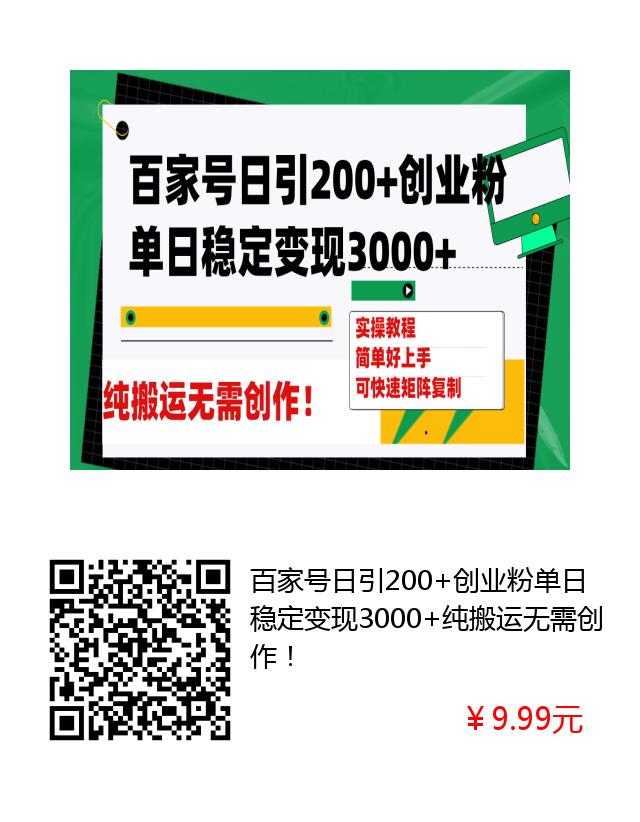 百家号日引200+创业粉
单日稳定变现3000+
实操教程
简单好上手
可快速矩阵复制
纯搬运无需创作！
百家号日引200+创业粉单日
稳定变现3000+纯搬运无需创
作！
￥9.99元